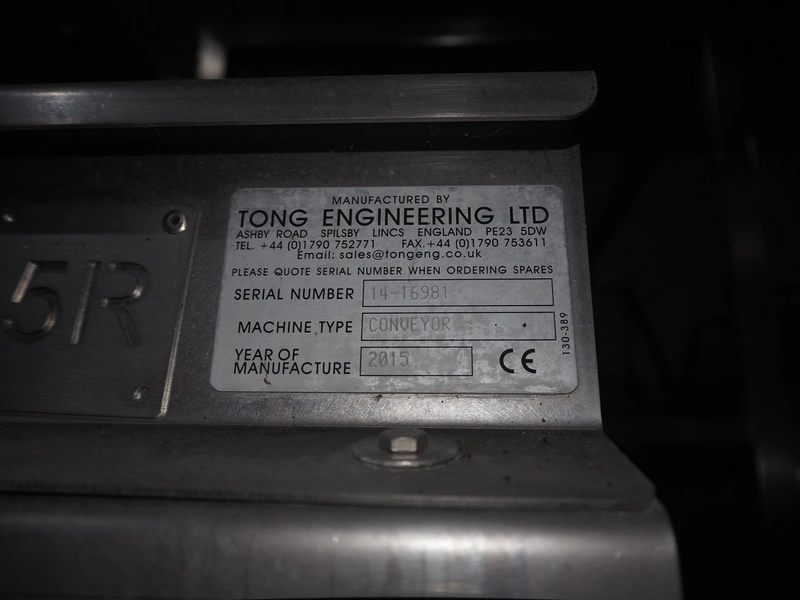 MANUFACTURED BY
TONG ENGINEERING LTD
ASHBY ROAD SPILSBY LINCS ENGLAND PE23 5DW
TEL. +44 (0)1790 752771 FAX.+44 (0)1790 753611
Email: sales@tongeng.co.uk
PLEASE QUOTE SERIAL NUMBER WHEN ORDERING SPARES
SERIAL NUMBER 14-16981
MACHINE TYPE CONVEYOR
YEAR OF
MANUFACTURE 2015
CE
130-389
51R